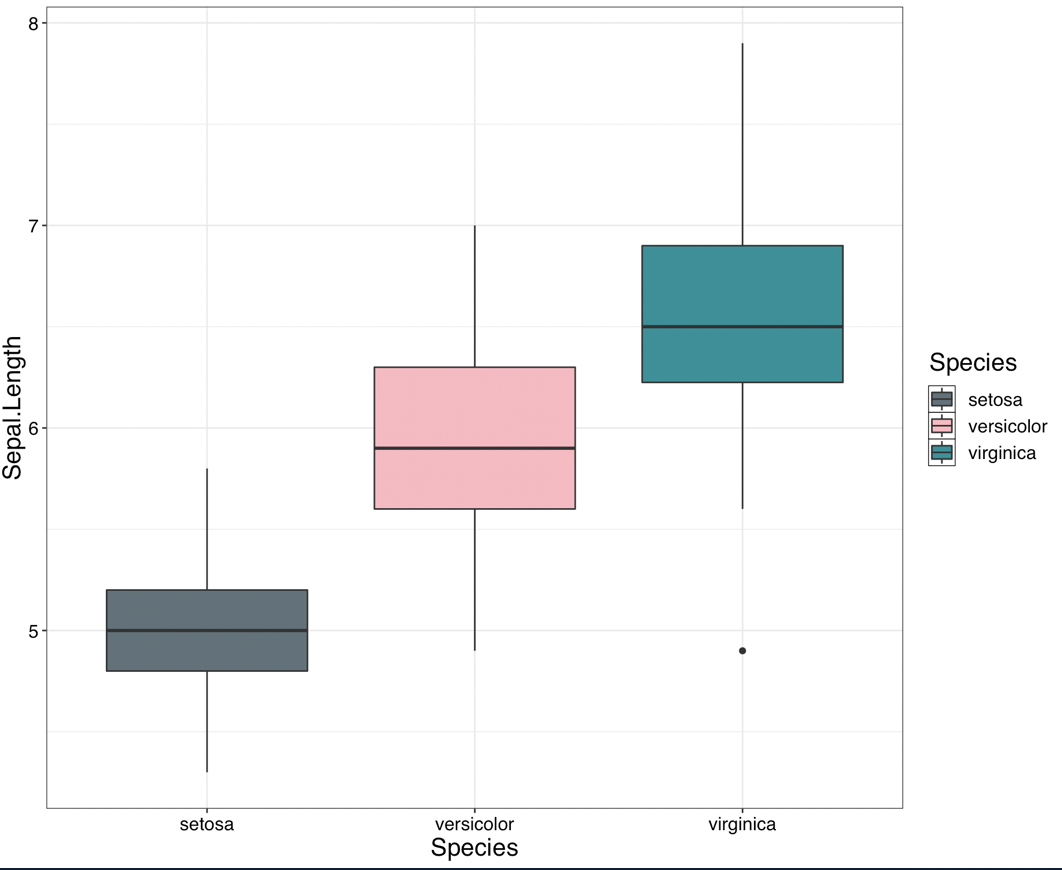 8
7
6
5
Sepal.Length
setosa
versicolor
virginica
Species
Species
setosa
versicolor
virginica